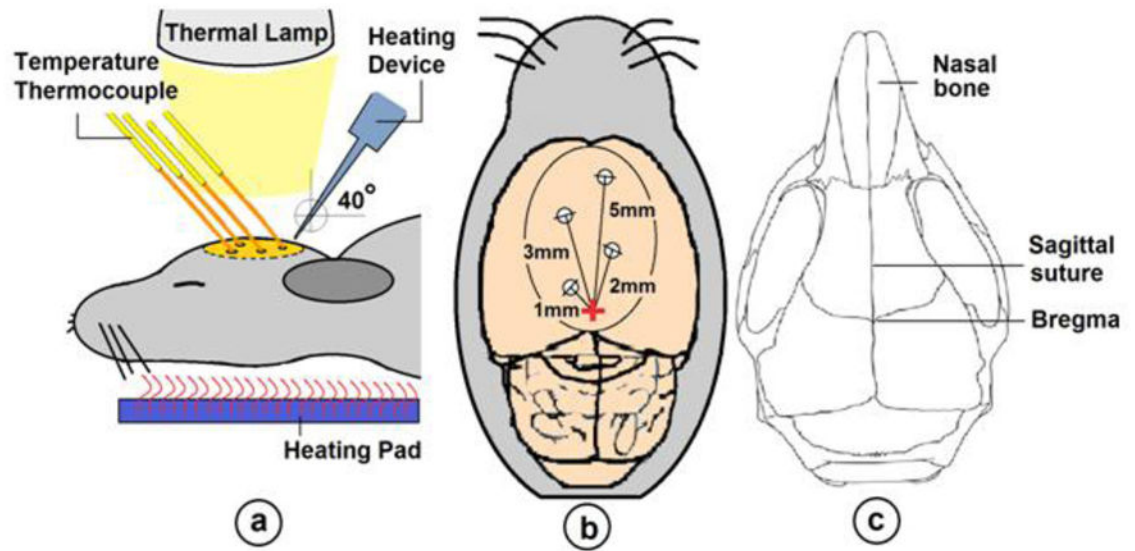 Thermal Lamp
Heating
Device
Temperature
Thermocouple
40°
Heating Pad
a
5mm
3mm
2mm
1mm
b
Nasal
bone
Sagittal
suture
Bregma
c